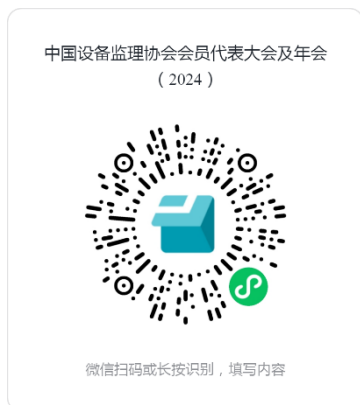 中国设备监理协会会员代表大会及年会
（2024）
微信扫码或长按识别，填写内容